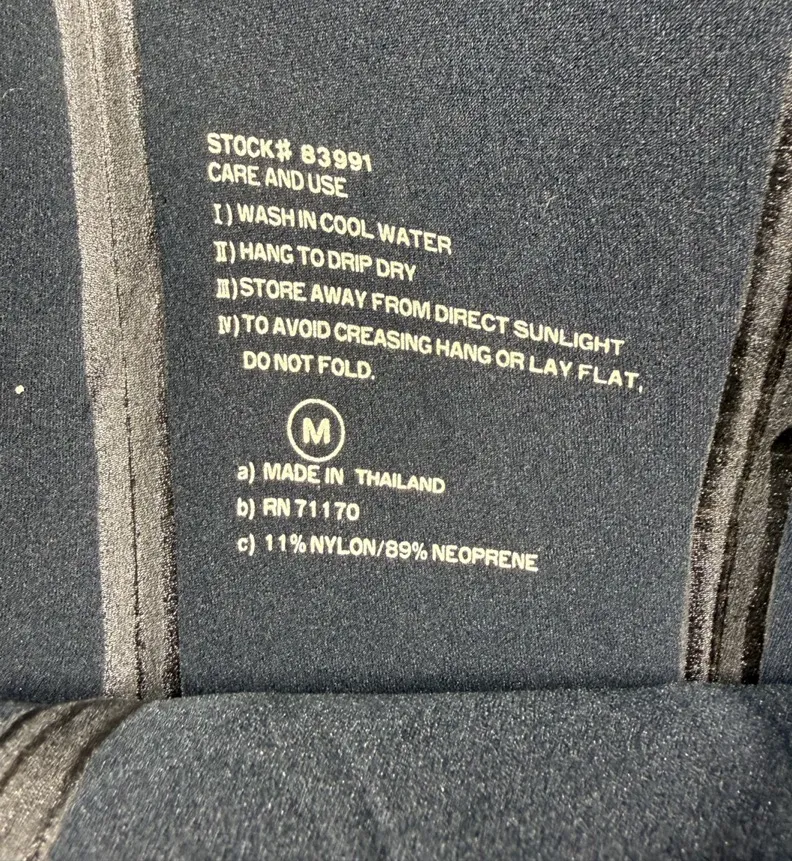 STOCK# 83991
CARE AND USE
I) WASH IN COOL WATER
II) HANG TO DRIP DRY
III) STORE AWAY FROM DIRECT SUNLIGHT
IV) TO AVOID CREASING HANG OR LAY FLAT,
DO NOT FOLD.
M
a) MADE IN THAILAND
b) RN 71170
c) 11% NYLON/89% NEOPRENE